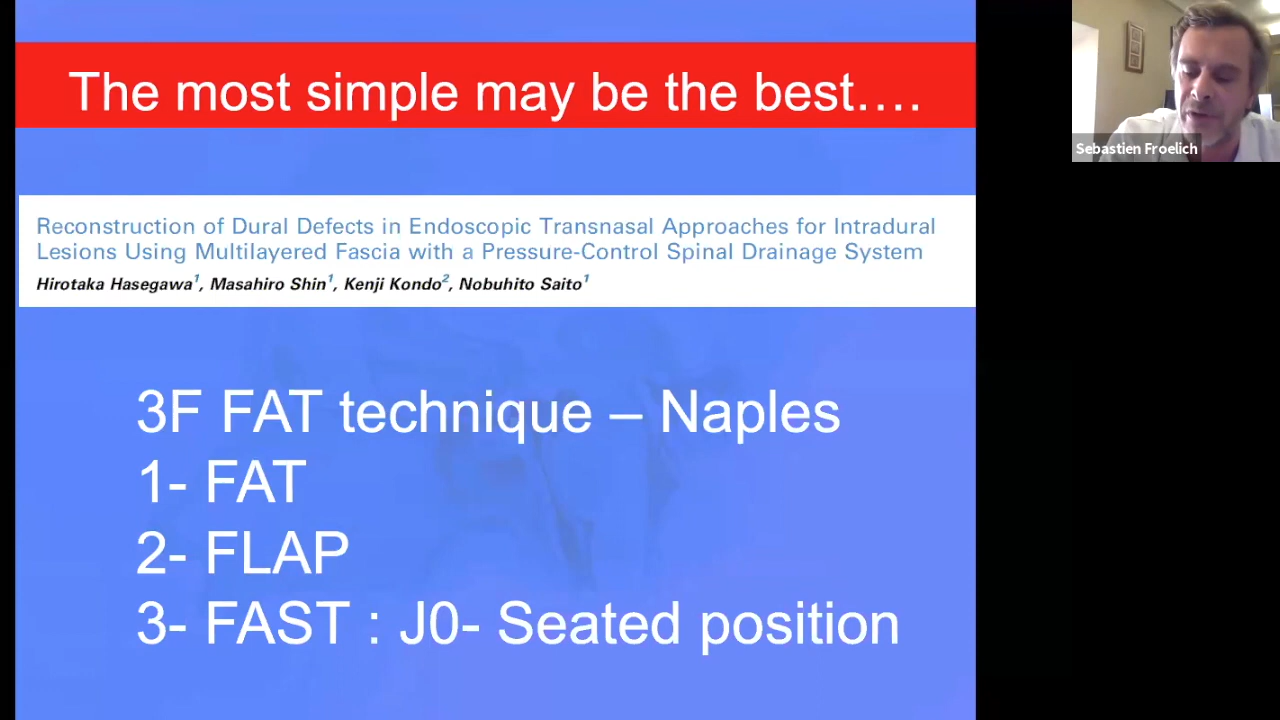 The most simple may be the best….
Sebastien Froelich
Reconstruction of Dural Defects in Endoscopic Transnasal Approaches for Intradural
Lesions Using Multilayered Fascia with a Pressure-Control Spinal Drainage System
Hirotaka Hasegawa¹, Masahiro Shin¹, Kenji Kondo², Nobuhito Saito¹
3F FAT technique – Naples
1- FAT
2- FLAP
3- FAST : J0- Seated position